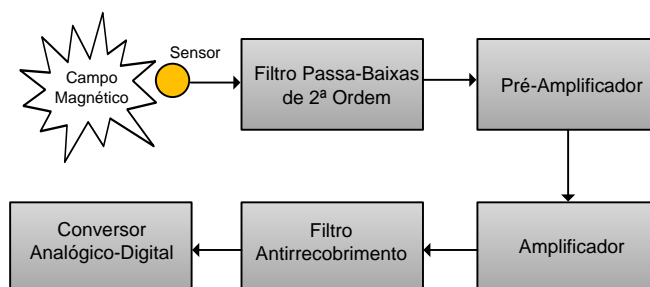 Campo
Magnético
Sensor
Filtro Passa-Baixas
de 2ª Ordem
Pré-Amplificador
Amplificador
Filtro
Antirrecobrimento
Conversor
Analógico-Digital